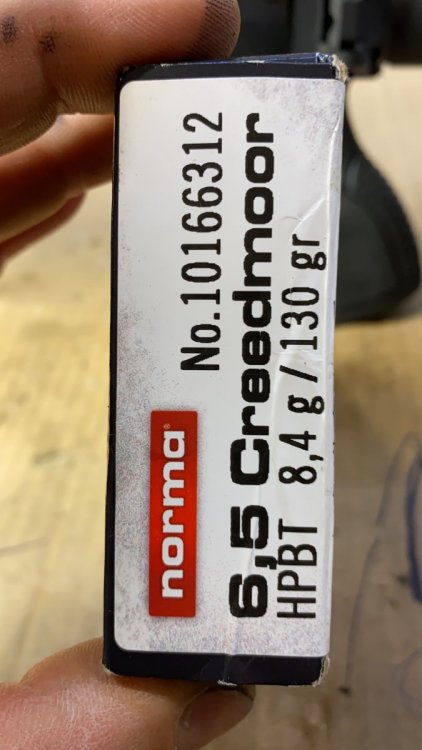 norma
No.10166312
6,5 Creedmoor
HPBT 8,4 g / 130 gr